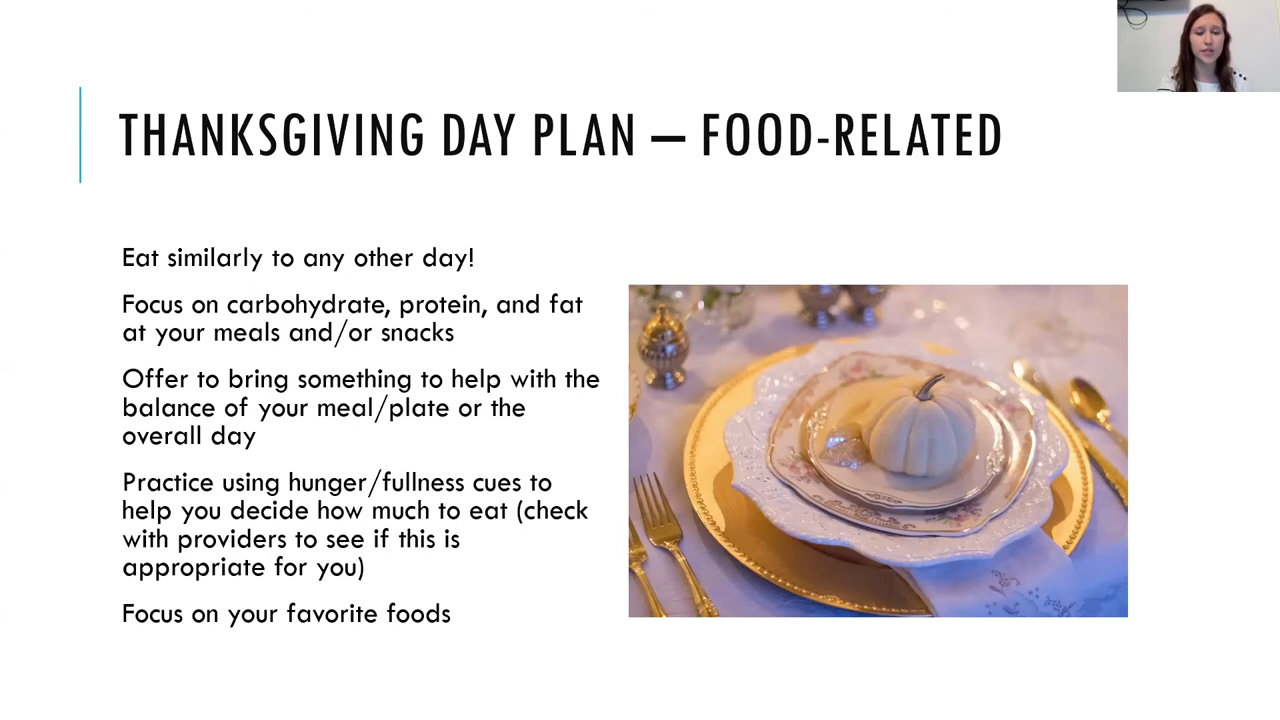 THANKSGIVING DAY PLAN – FOOD-RELATED
Eat similarly to any other day!
Focus on carbohydrate, protein, and fat
at your meals and/or snacks
Offer to bring something to help with the
balance of your meal/plate or the
overall day
Practice using hunger/fullness cues to
help you decide how much to eat (check
with providers to see if this is
appropriate for you)
Focus on your favorite foods